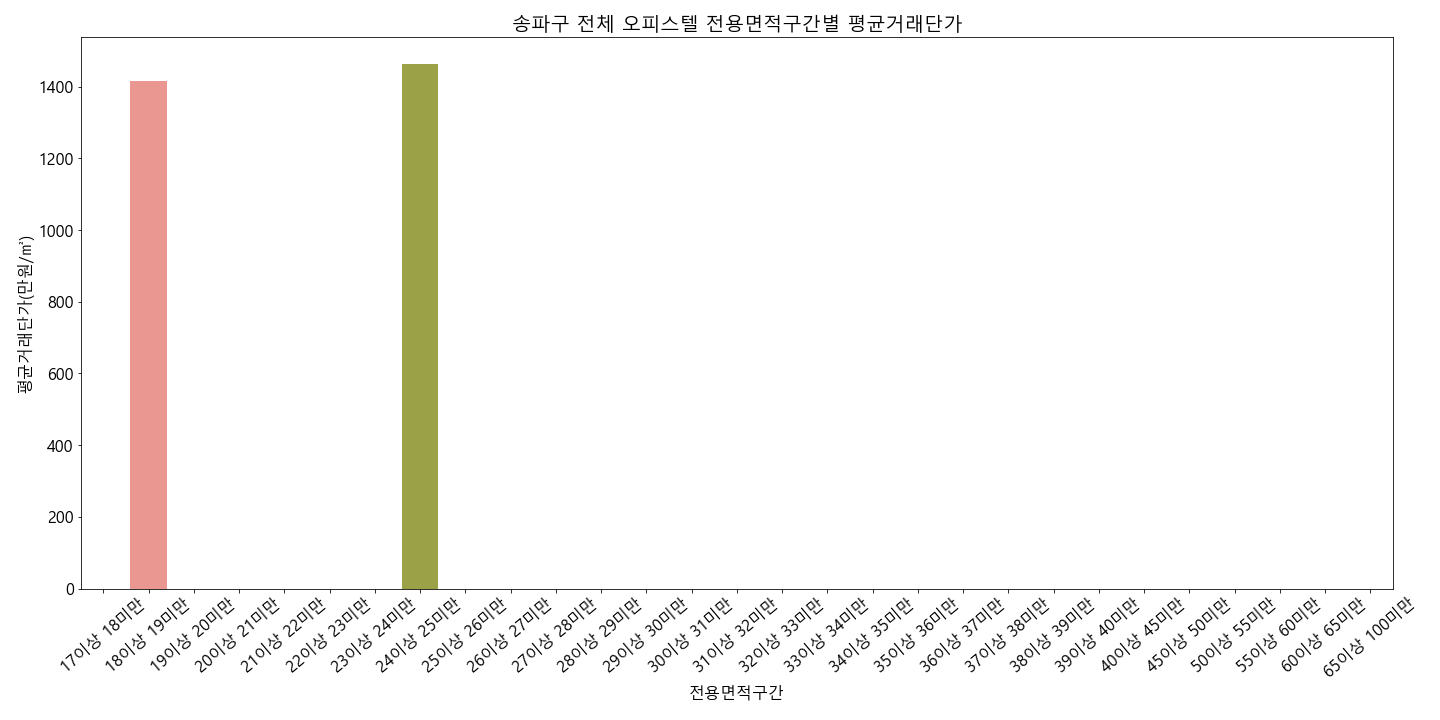 송파구 전체 오피스텔 전용면적구간별 평균거래단가
평균거래단가(만원/㎡)
1400
1200
1000
800
600
400
200
0
17이상 18미만
18이상 19미만
19이상 20미만
20이상 21미만
21이상 22미만
22이상 23미만
23이상 24미만
24이상 25미만
25이상 26미만
26이상 27미만
27이상 28미만
28이상 29미만
29이상 30미만
30이상 31미만
31이상 32미만
32이상 33미만
33이상 34미만
34이상 35미만
35이상 36미만
36이상 37미만
37이상 38미만
38이상 39미만
39이상 40미만
40이상 45미만
45이상 50미만
50이상 55미만
55이상 60미만
60이상 65미만
65이상 100미만
전용면적구간